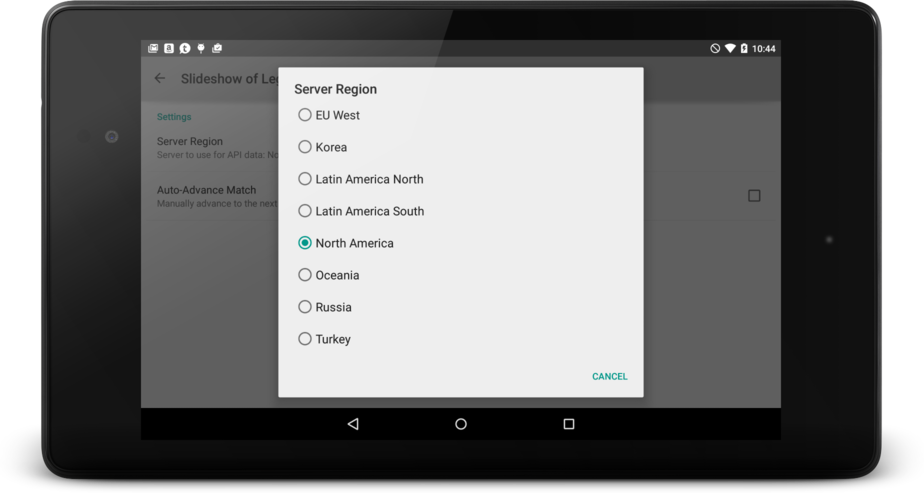 10:44
Slideshow of Leg
Server Region
EU West
Settings
Server Region
Server to use for API data: No
Korea
Latin America North
Auto-Advance Match
Manually advance to the next
Latin America South
North America
Oceania
Russia
Turkey
CANCEL